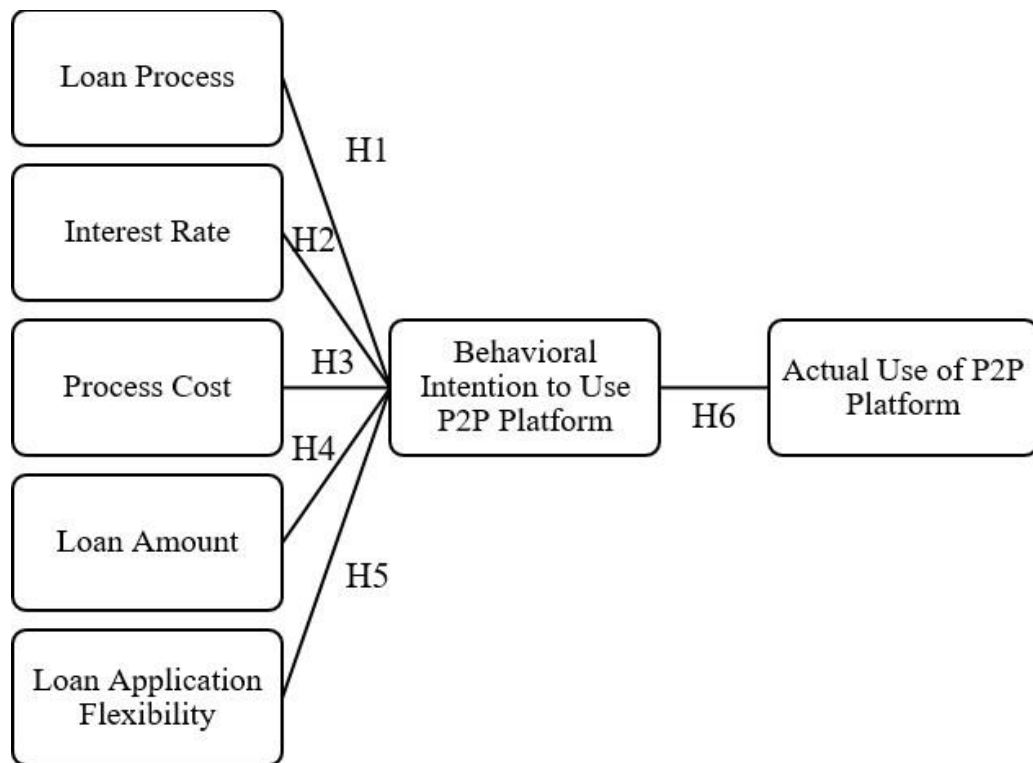 Loan Process
H1
Interest Rate
H2
Process Cost
H3
Behavioral
Intention to Use
P2P Platform
H6
Actual Use of P2P
Platform
H4
Loan Amount
H5
Loan Application
Flexibility